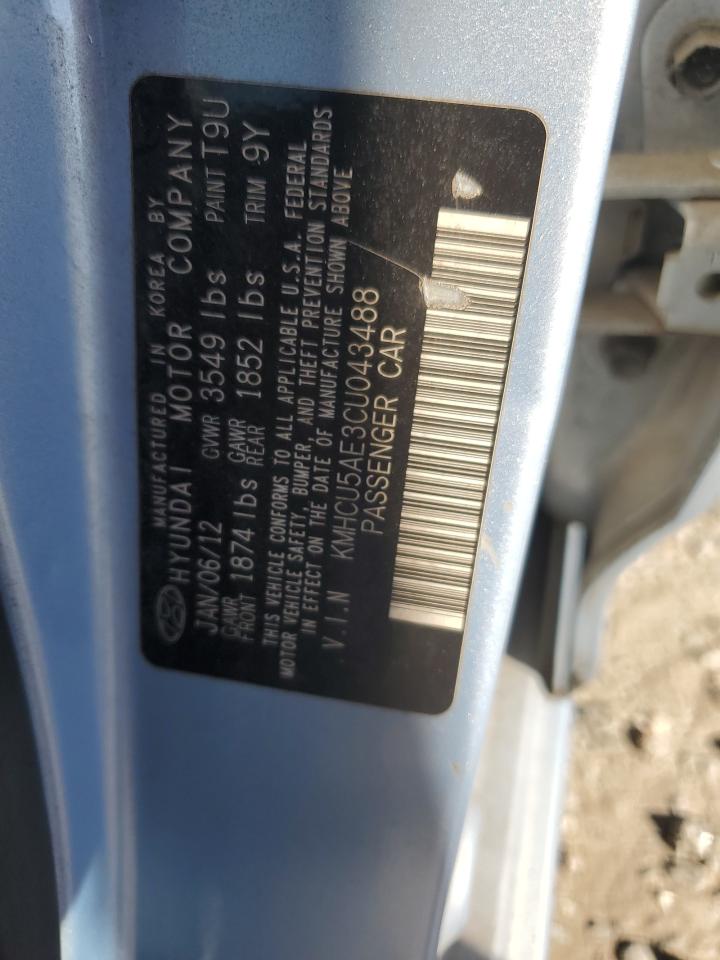 MANUFACTURED IN KOREA BY
HYUNDAI MOTOR COMPANY
JAN/06/12 GVWR 3549 lbs PAINT T9U
GAWR FRONT 1874 lbs GAWR REAR 1852 lbs TRIM 9Y
THIS VEHICLE CONFORMS TO ALL APPLICABLE U.S.A. FEDERAL
MOTOR VEHICLE SAFETY, BUMPER, AND THEFT PREVENTION STANDARDS
IN EFFECT ON THE DATE OF MANUFACTURE SHOWN ABOVE
V.I.N KMHCU5AE3CU043488
PASSENGER CAR